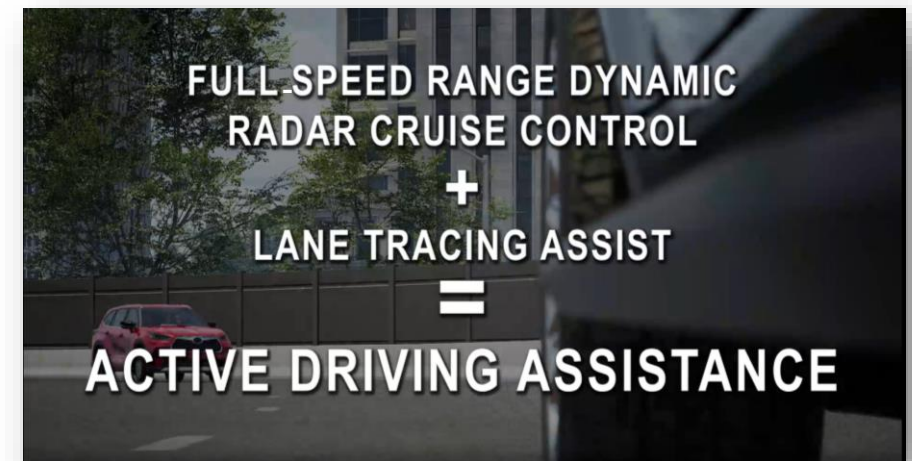 FULL-SPEED RANGE DYNAMIC
RADAR CRUISE CONTROL
+
LANE TRACING ASSIST
=
ACTIVE DRIVING ASSISTANCE